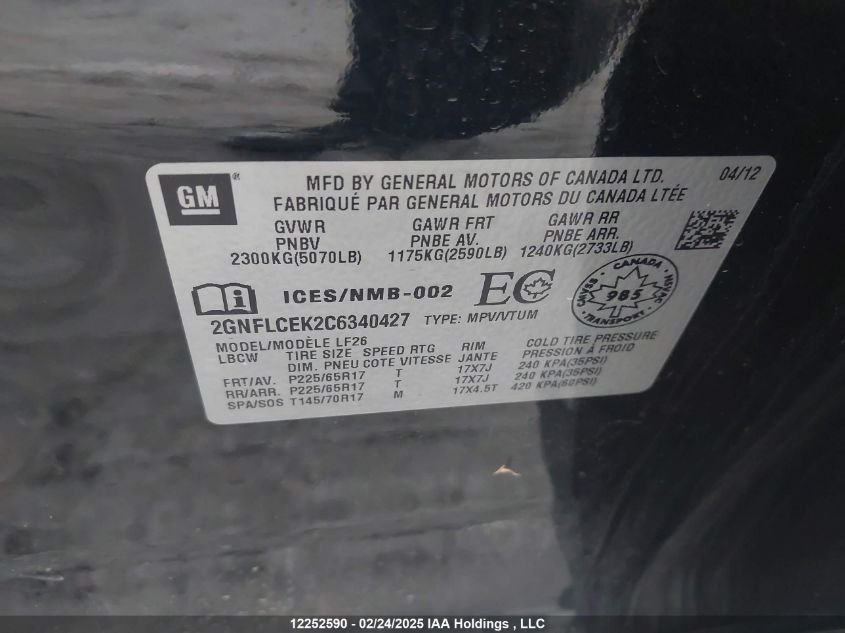 GM
®
MFD BY GENERAL MOTORS OF CANADA LTD.
04/12
FABRIQUÉ PAR GENERAL MOTORS DU CANADA LTÉE
GVWR GAWR FRT GAWR RR
PNBV PNBE AV. PNBE ARR.
2300KG(5070LB) 1175KG(2590LB) 1240KG(2733LB)
ICES/NMB-002 EC
CANADA
985
TRANSPORT
2GNFLCEK2C6340427 TYPE: MPV/VTUM
MODEL/MODÈLE LF26
LBCW TIRE SIZE SPEED RTG RIM COLD TIRE PRESSURE
DIM. PNEU COTE VITESSE JANTE PRESSION À FROID
FRT/AV. P225/65R17 T 17X7J 240 KPA(35PSI)
RR/ARR. P225/65R17 T 17X7J 240 KPA(35PSI)
SPA/SOS T145/70R17 M 17X4.5T 420 KPA(60PSI)
12252590 - 02/24/2025 IAA Holdings , LLC